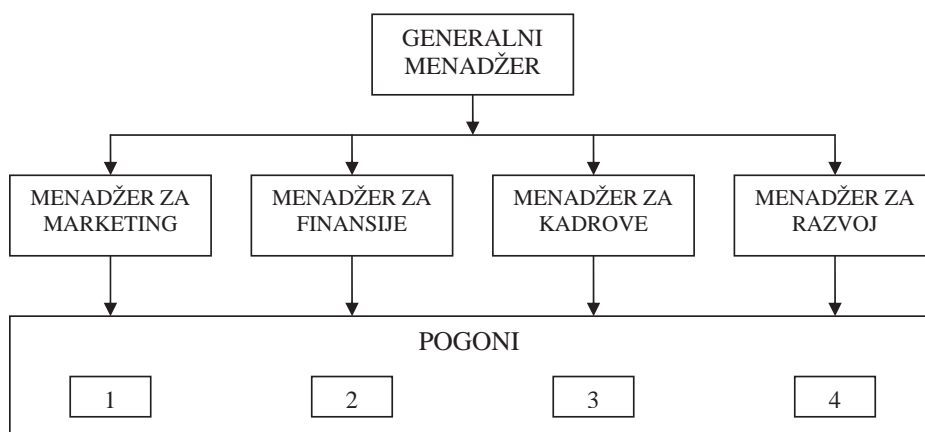 GENERALNI
MENADŽER
MENADŽER ZA
MARKETING
MENADŽER ZA
FINANSIJE
MENADŽER ZA
KADROVE
MENADŽER ZA
RAZVOJ
POGONI
1
2
3
4